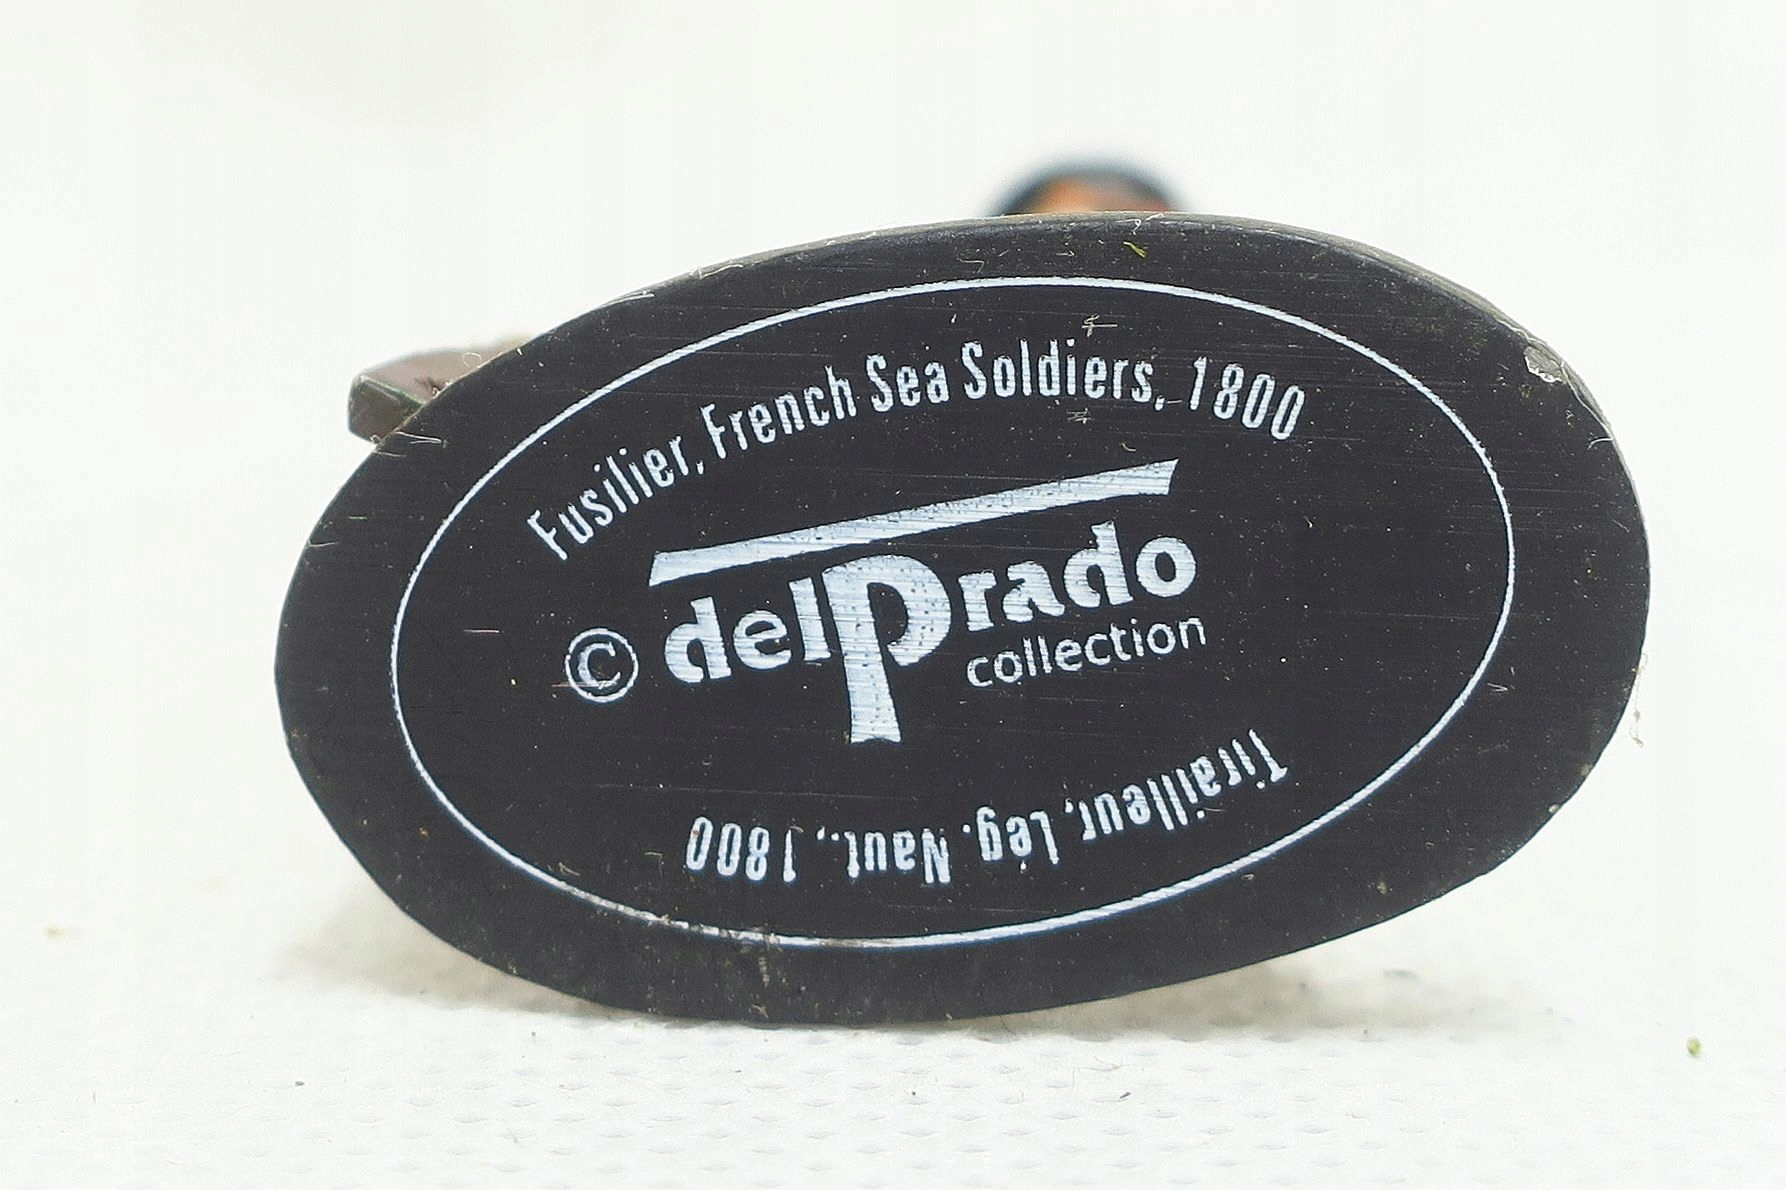 Fusilier, French Sea Soldiers, 1800
© delPrado
collection
Tirailleur, Lég. Naut., 1800